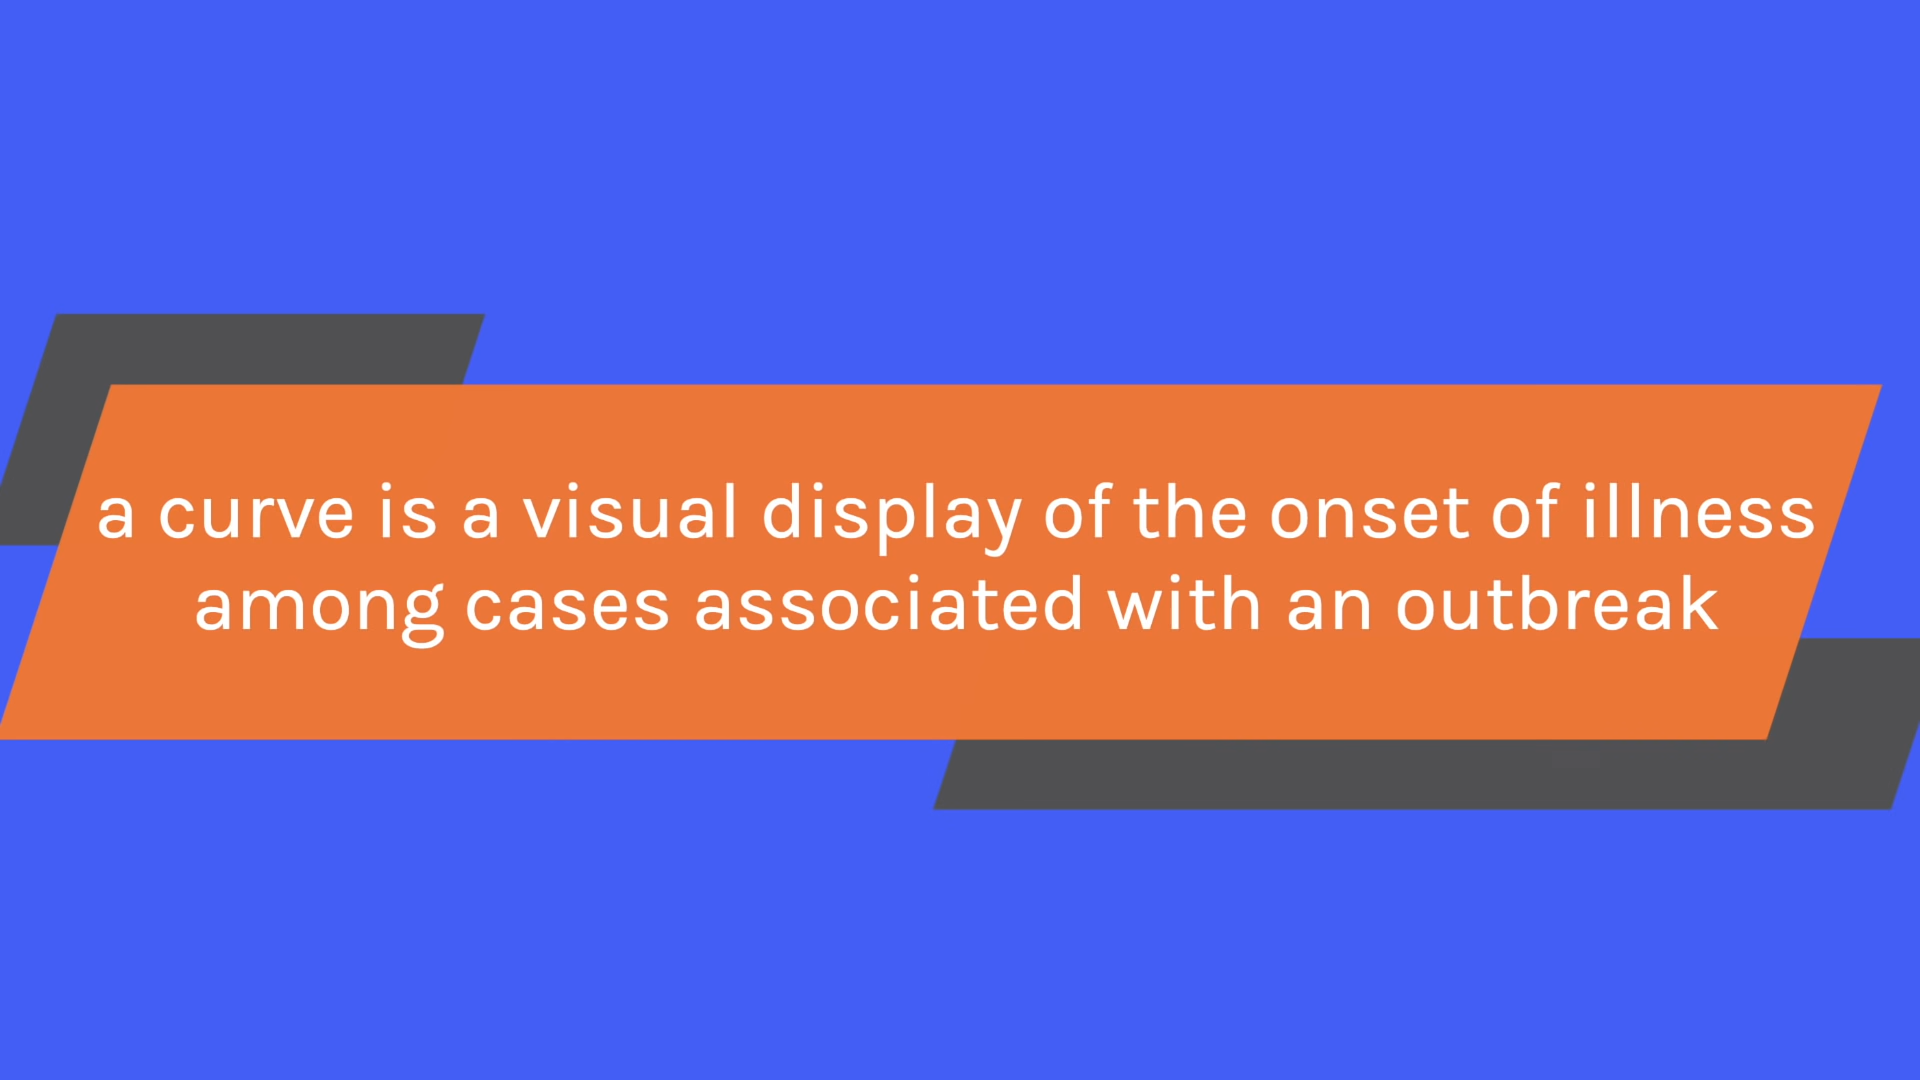 a curve is a visual display of the onset of illness
among cases associated with an outbreak